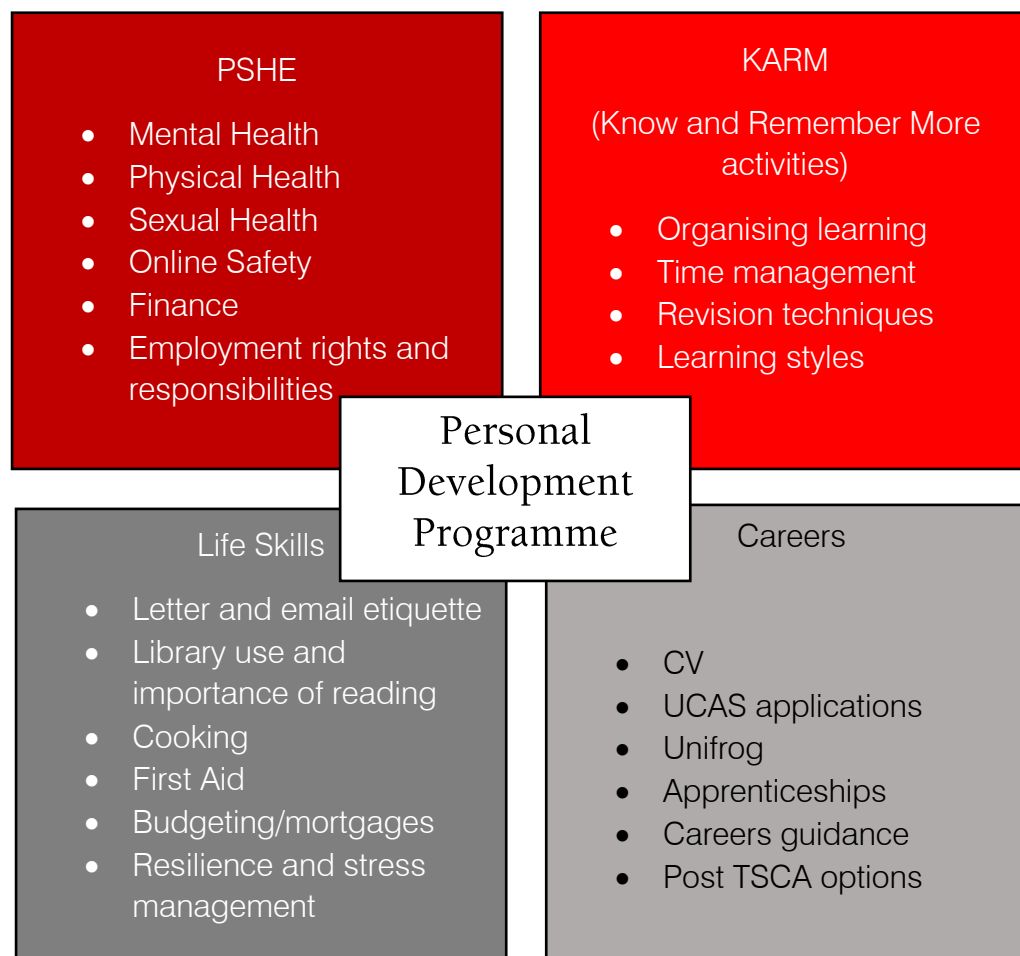 PSHE
• Mental Health
• Physical Health
• Sexual Health
• Online Safety
• Finance
• Employment rights and
responsibilities
KARM
(Know and Remember More
activities)
• Organising learning
• Time management
• Revision techniques
• Learning styles
Personal
Development
Programme
Life Skills
• Letter and email etiquette
• Library use and
importance of reading
• Cooking
• First Aid
• Budgeting/mortgages
• Resilience and stress
management
Careers
• CV
• UCAS applications
• Unifrog
• Apprenticeships
• Careers guidance
• Post TSCA options